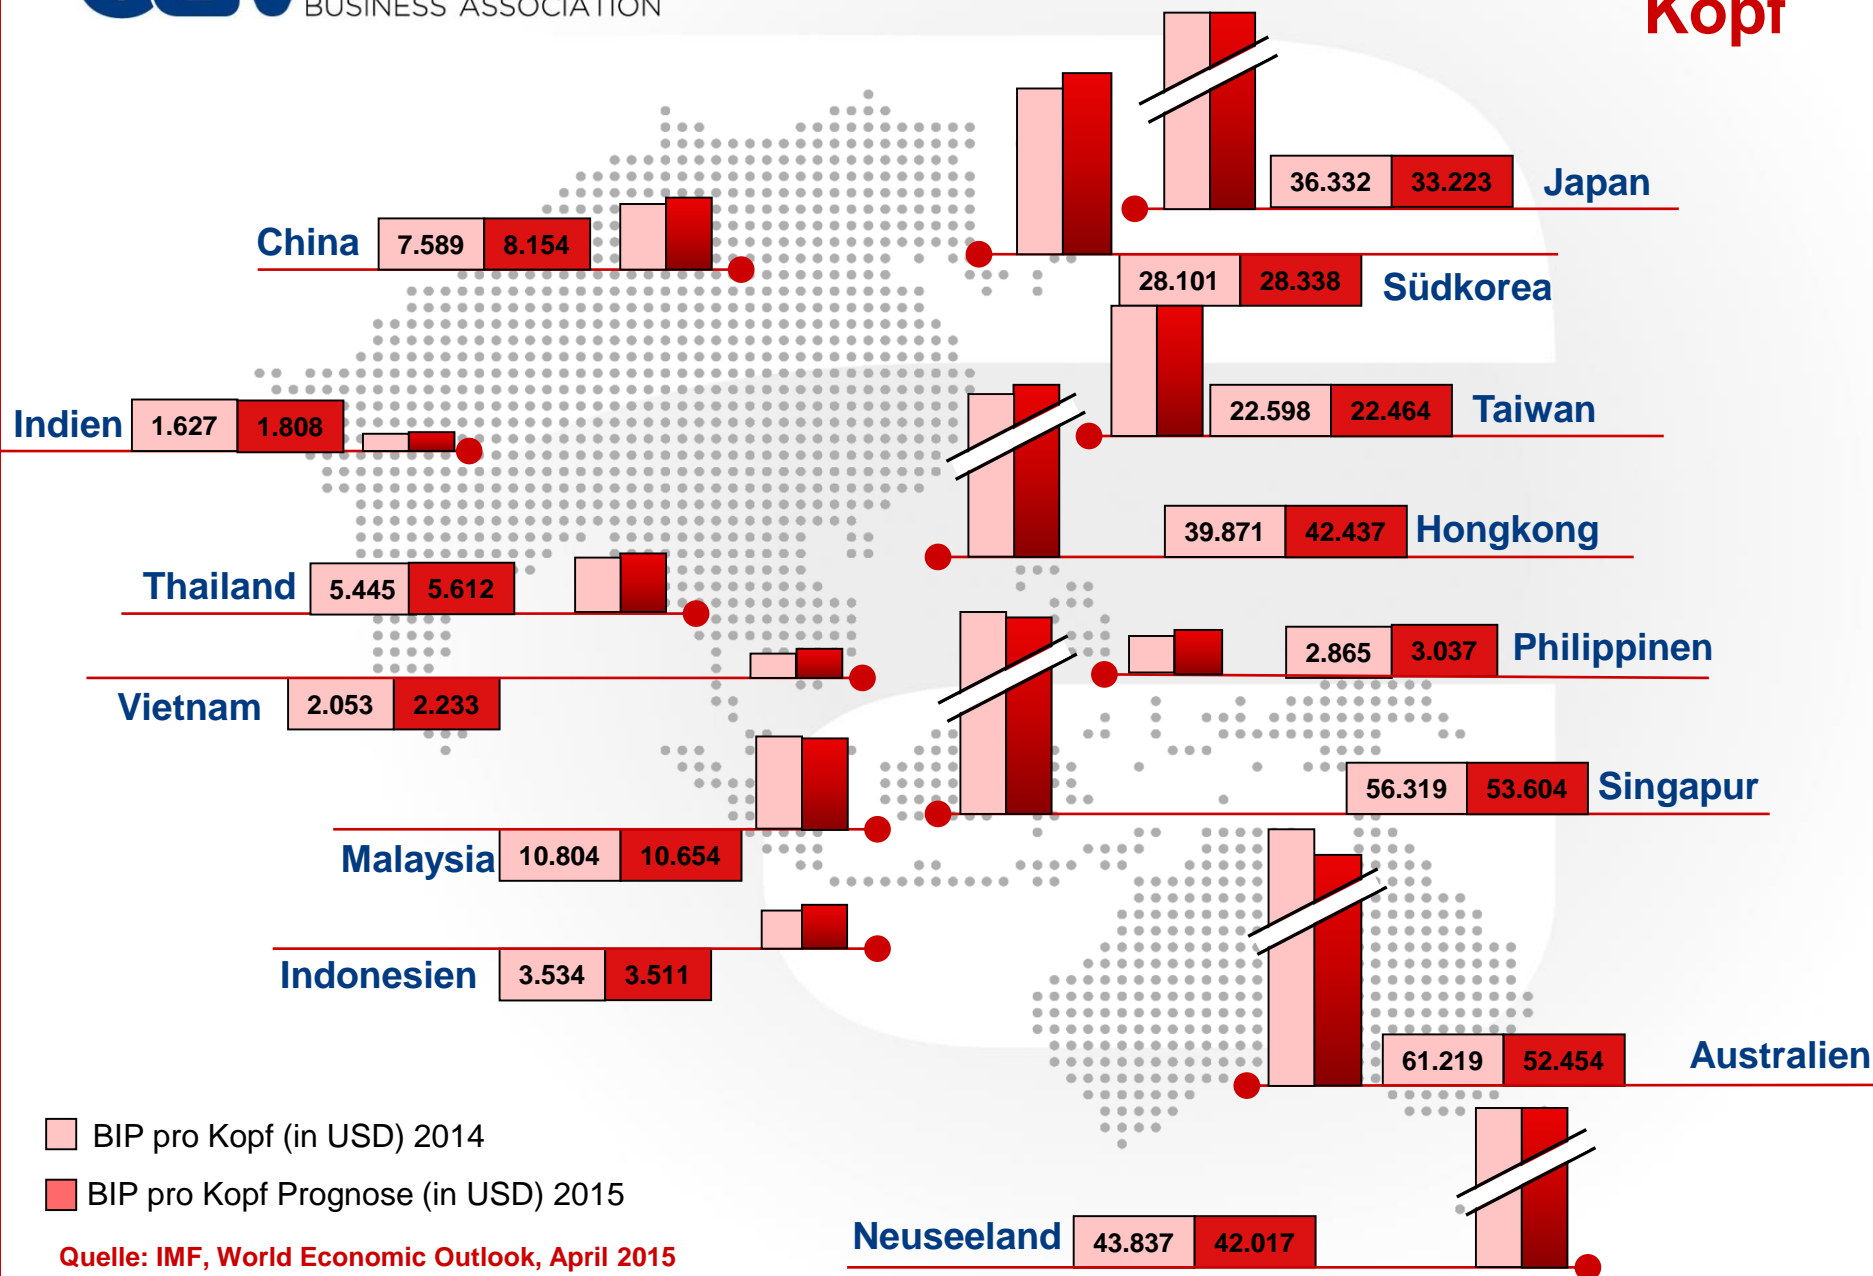 BUSINESS ASSOCIATION
Kopf
36.332 33.223 Japan
China 7.589 8.154
28.101 28.338 Südkorea
Indien 1.627 1.808
22.598 22.464 Taiwan
39.871 42.437 Hongkong
Thailand 5.445 5.612
2.865 3.037 Philippinen
Vietnam 2.053 2.233
56.319 53.604 Singapur
Malaysia 10.804 10.654
Indonesien 3.534 3.511
61.219 52.454 Australien
BIP pro Kopf (in USD) 2014
BIP pro Kopf Prognose (in USD) 2015
Neuseeland 43.837 42.017
Quelle: IMF, World Economic Outlook, April 2015